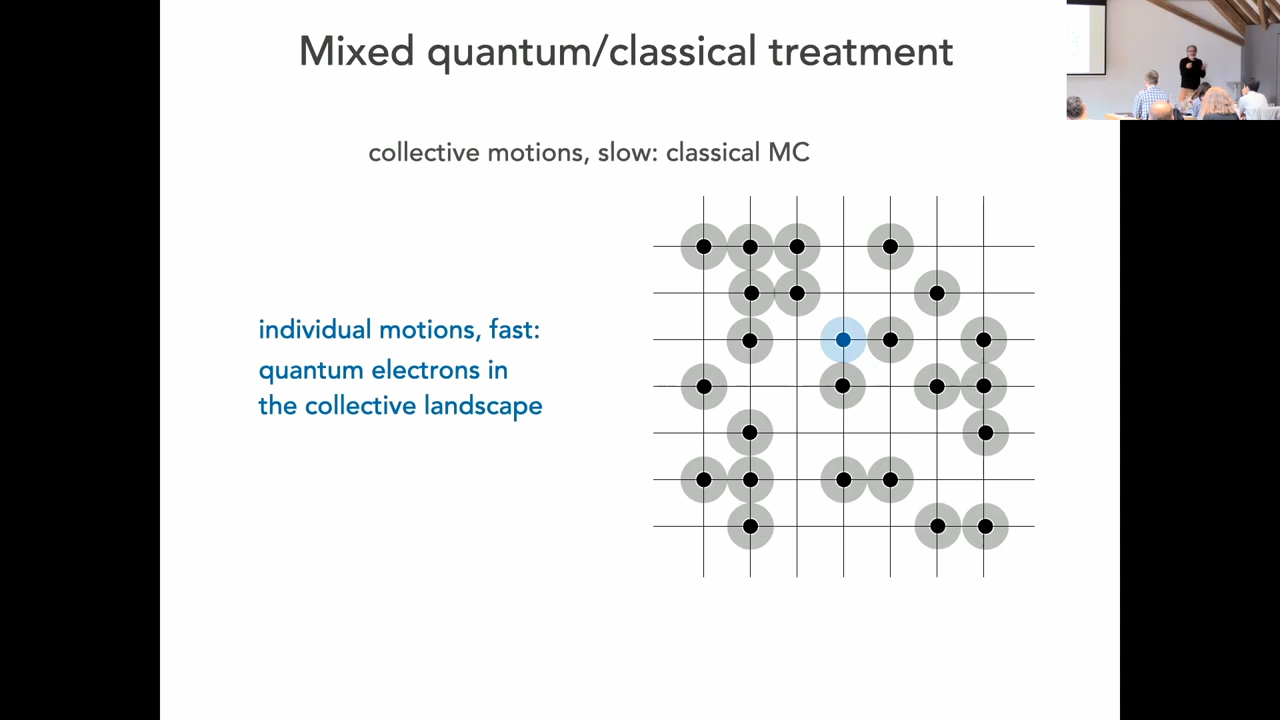 Mixed quantum/classical treatment
collective motions, slow: classical MC
individual motions, fast:
quantum electrons in
the collective landscape